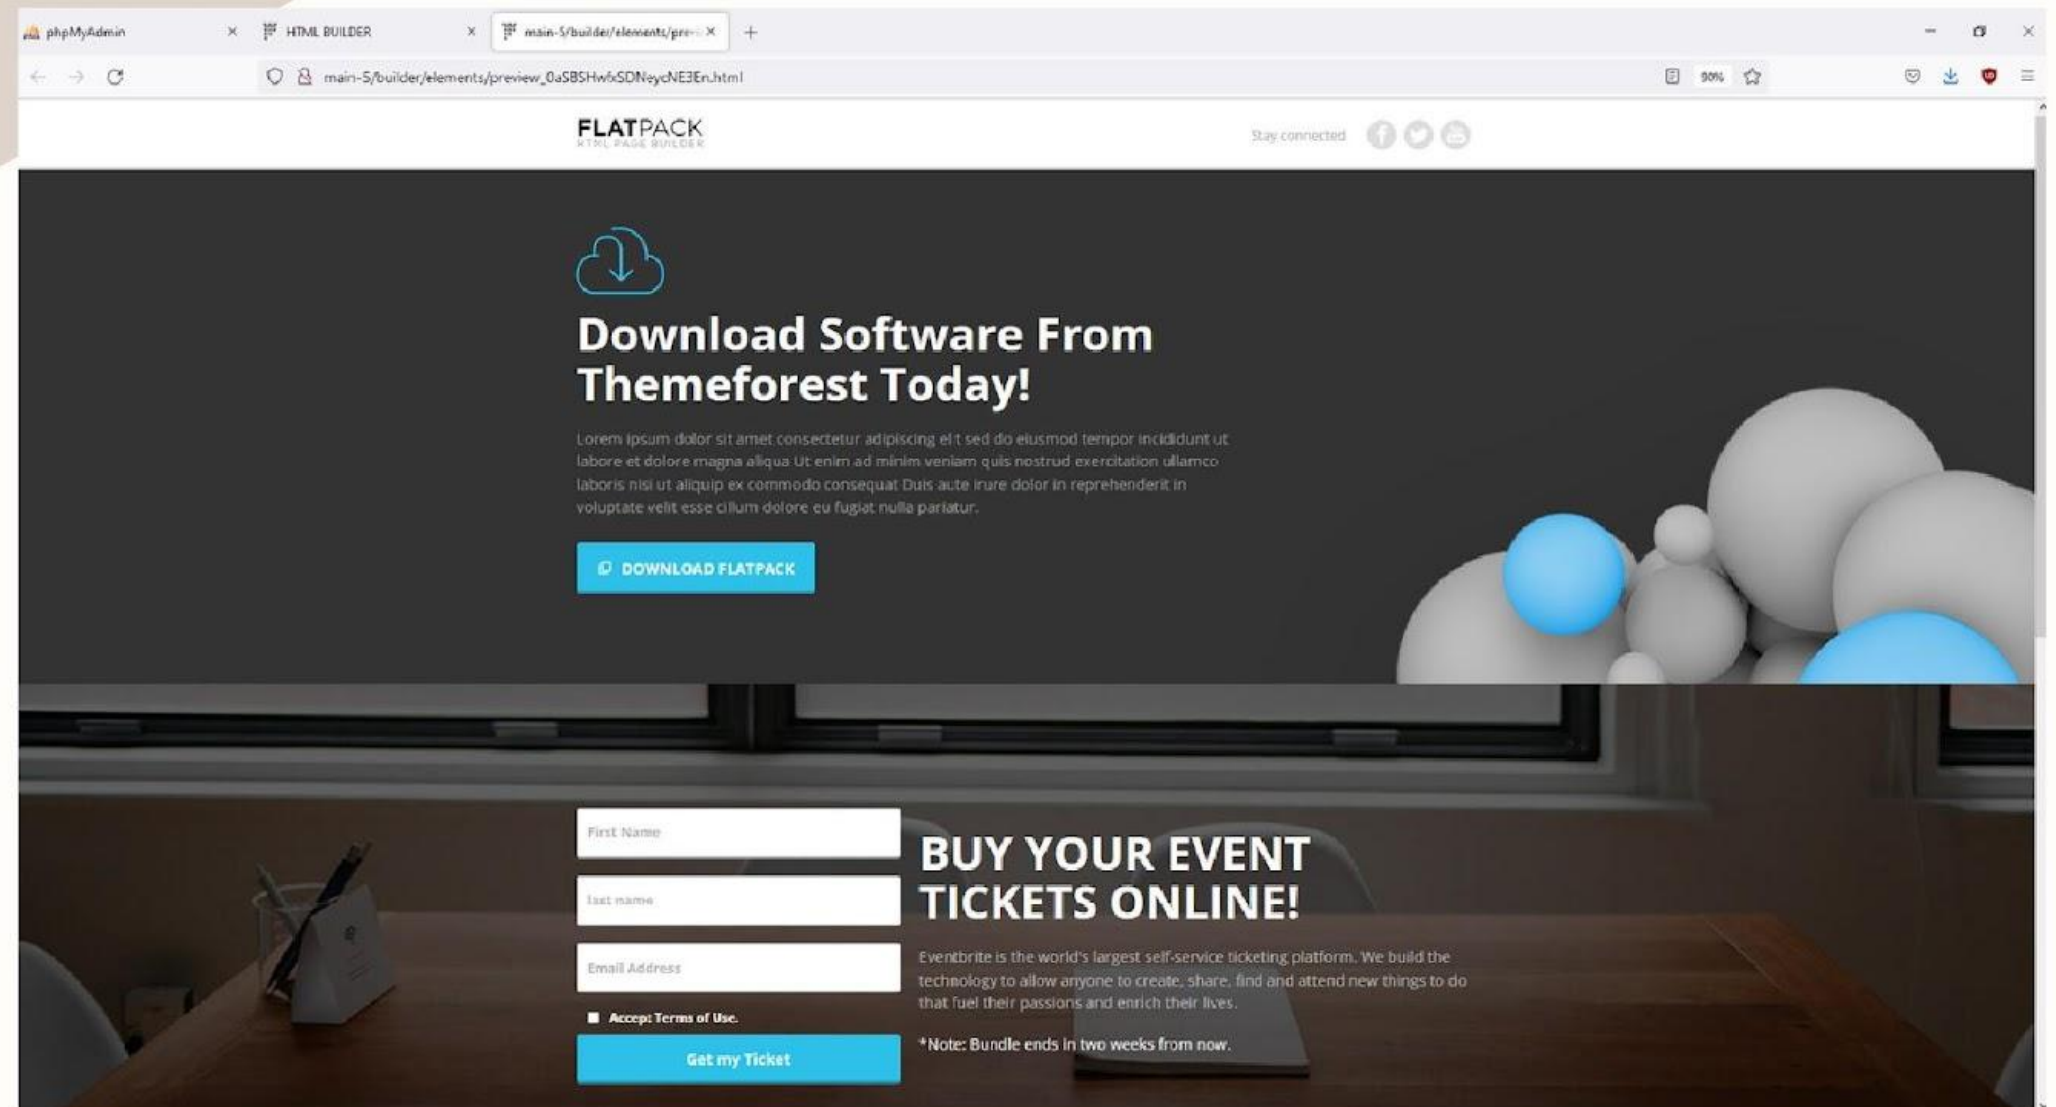 phpMyAdmin
HTML BUILDER
main-5/builder/elements/pre
main-5/builder/elements/preview_0aSBSHwfxSDNeycNE3En.html
90%
FLATPACK
HTML PAGE BUILDER
Stay connected
Download Software From
Themeforest Today!
Lorem ipsum dolor sit amet consectetur adipiscing elit sed do eiusmod tempor incididunt ut
labore et dolore magna aliqua Ut enim ad minim veniam quis nostrud exercitation ullamco
laboris nisi ut aliquip ex commodo consequat Duis aute irure dolor in reprehenderit in
voluptate velit esse cillum dolore eu fugiat nulla pariatur.
DOWNLOAD FLATPACK
First Name
last name
Email Address
Accept Terms of Use.
Get my Ticket
BUY YOUR EVENT
TICKETS ONLINE!
Eventbrite is the world's largest self-service ticketing platform. We build the
technology to allow anyone to create, share, find and attend new things to do
that fuel their passions and enrich their lives.
*Note: Bundle ends in two weeks from now.